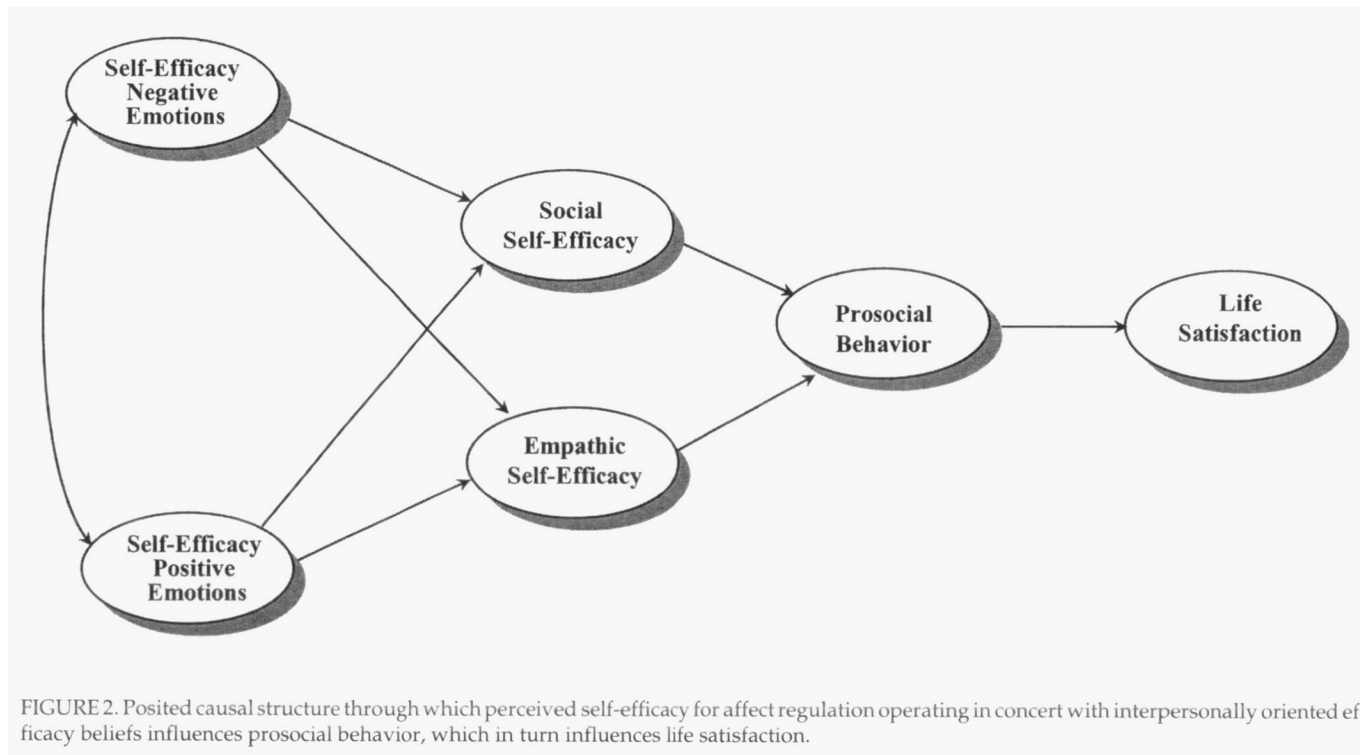 Self-Efficacy
Negative
Emotions
Social
Self-Efficacy
Prosocial
Behavior
Life
Satisfaction
Empathic
Self-Efficacy
Self-Efficacy
Positive
Emotions
FIGURE 2. Posited causal structure through which perceived self-efficacy for affect regulation operating in concert with interpersonally oriented ef
ficacy beliefs influences prosocial behavior, which in turn influences life satisfaction.